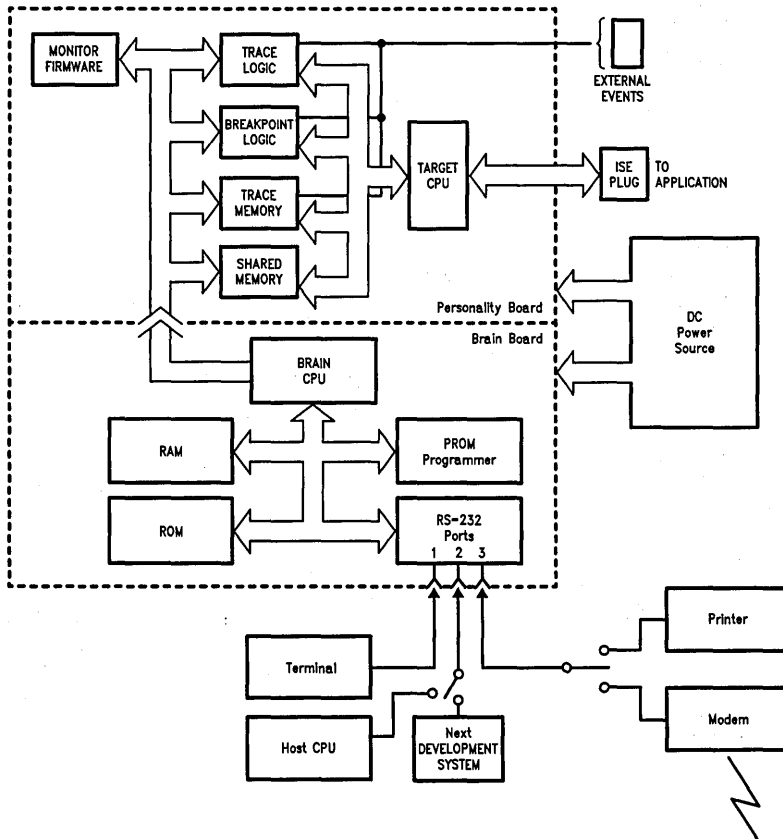 MONITOR
FIRMWARE
TRACE
LOGIC
EXTERNAL
EVENTS
BREAKPOINT
LOGIC
TARGET
CPU
ISE
PLUG
TO
APPLICATION
TRACE
MEMORY
SHARED
MEMORY
Personality Board
Brain Board
DC
Power
Source
BRAIN
CPU
RAM
PROM
Programmer
ROM
RS-232
Ports
1 2 3
Terminal
Printer
Host CPU
Next
DEVELOPMENT
SYSTEM
Modem